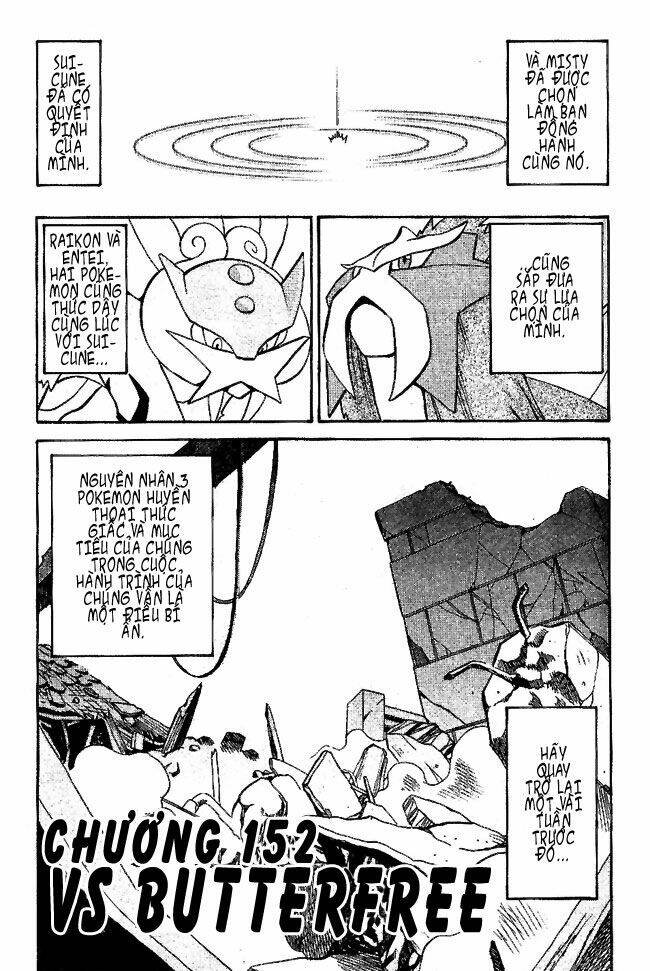 SUI-
CUNE
ĐÃ CÓ
QUYẾT
ĐỊNH
CỦA
MÌNH.
VÀ MISTY
ĐÃ ĐƯỢC
CHỌN
LÀM BẠN
ĐỒNG
HÀNH
CÙNG NÓ.
RAIKON VÀ
ENTEI,
HAI POKE-
MON CÙNG
THỨC DẬY
CÙNG LÚC
VỚI SUI-
CUNE...
CŨNG
SẮP ĐƯA
RA SỰ LỰA
CHỌN CỦA
MÌNH.
NGUYÊN NHÂN 3
POKEMON HUYỀN
THOẠI THỨC
GIẤC VÀ MỤC
TIÊU CỦA CHÚNG
TRONG CUỘC
HÀNH TRÌNH CỦA
CHÚNG VẪN LÀ
MỘT ĐIỀU BÍ
ẨN.
HÃY
QUAY
TRỞ LẠI
MỘT VÀI
TUẦN
TRƯỚC
ĐÓ...
CHƯƠNG 152
VS BUTTERFREE